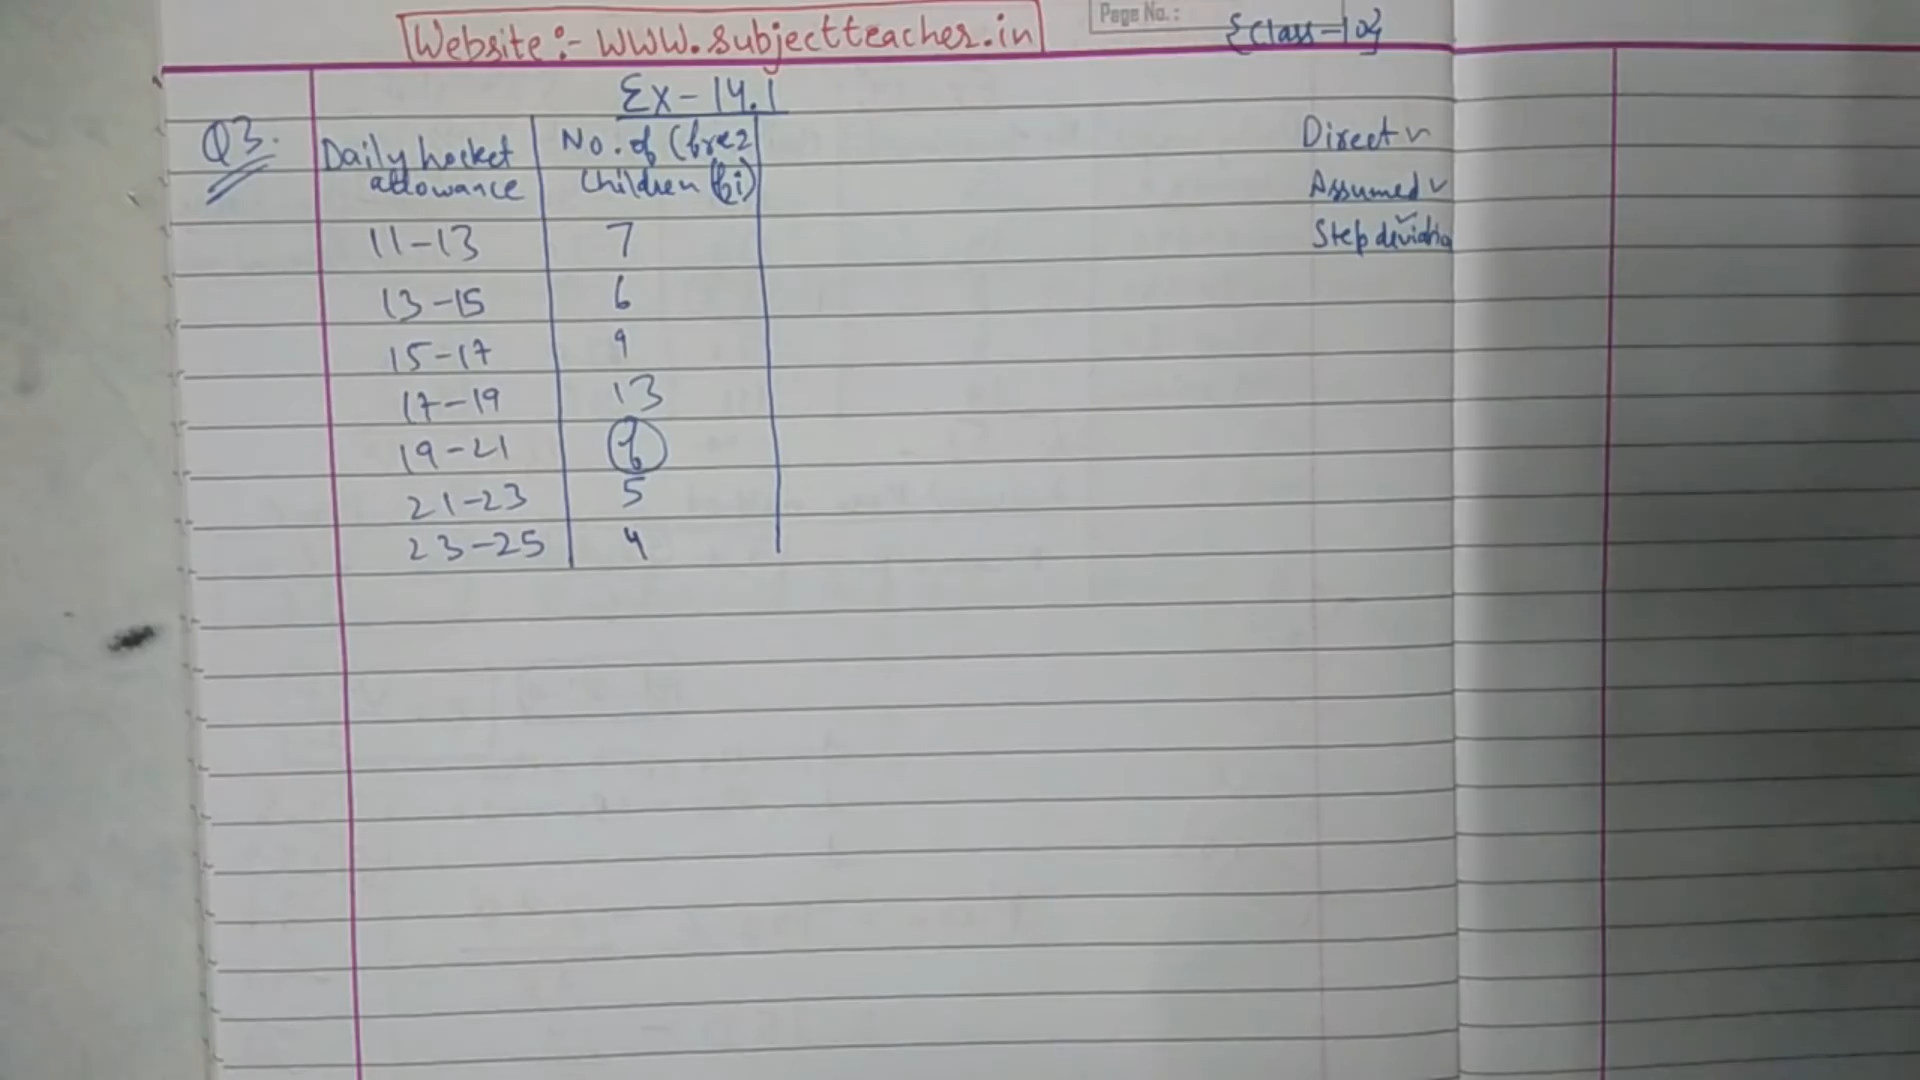 Website:- www.subjectteacher.in
Page No.:
{Class-10}
Ex-14.1
Q3.
Daily pocket allowance
No. of children (fi)
Direct ✓
Assumed ✓
Step deviation
11-13 7
13-15 6
15-17 9
17-19 13
19-21 f
21-23 5
23-25 4